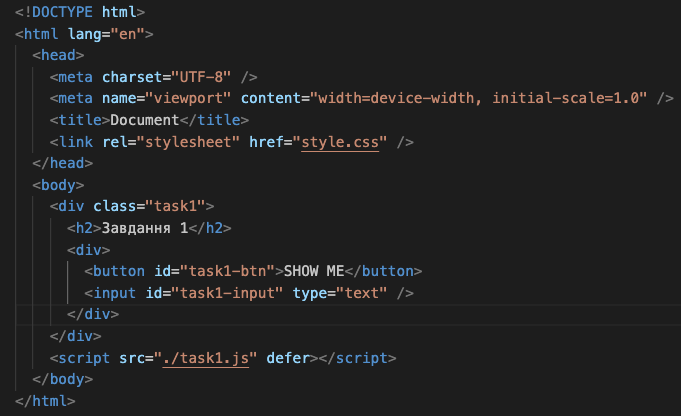 <!DOCTYPE html>
<html lang="en">
<head>
<meta charset="UTF-8" />
<meta name="viewport" content="width=device-width, initial-scale=1.0" />
<title>Document</title>
<link rel="stylesheet" href="style.css" />
</head>
<body>
<div class="task1">
<h2>Завдання 1</h2>
<div>
<button id="task1-btn">SHOW ME</button>
<input id="task1-input" type="text" />
</div>
</div>
<script src="./task1.js" defer></script>
</body>
</html>